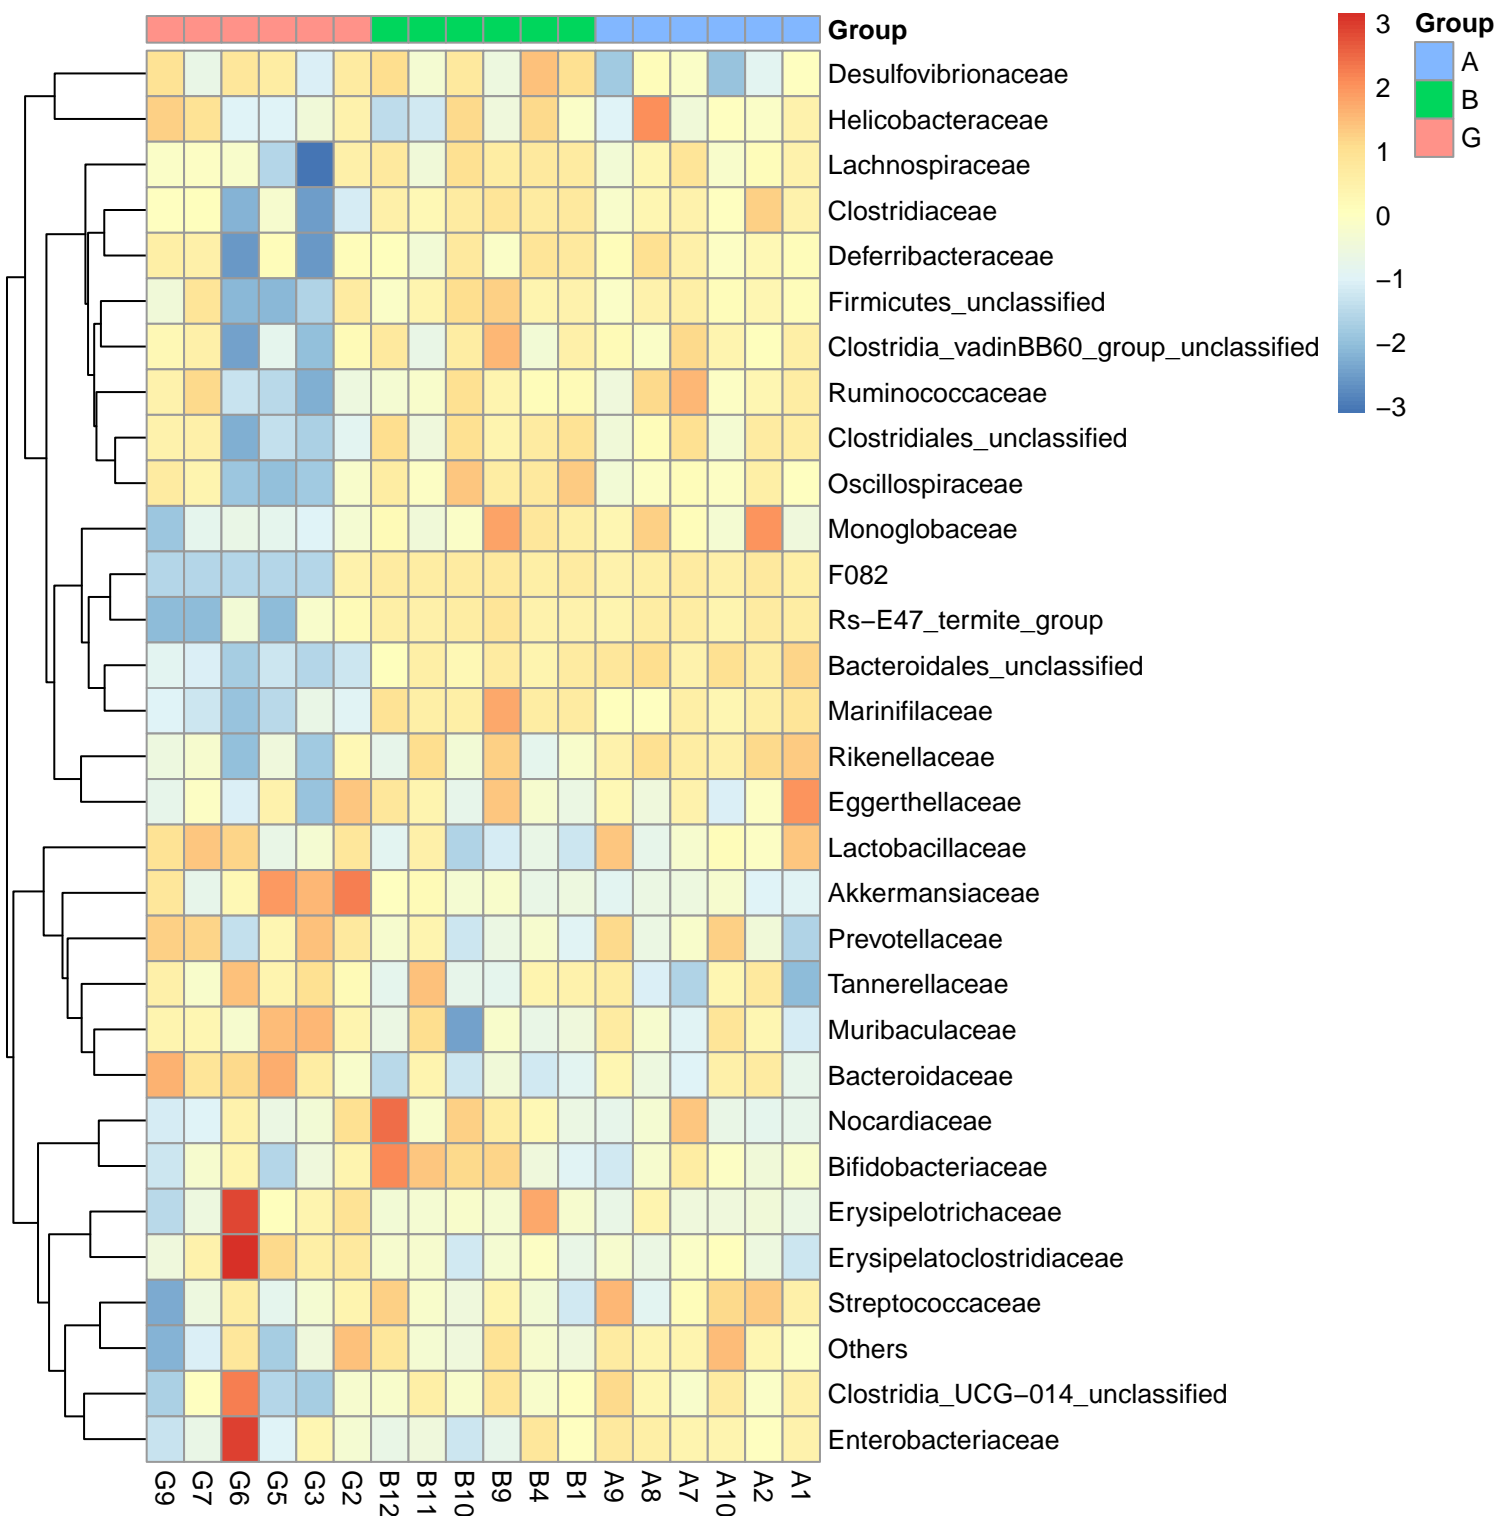 Group
Desulfovibrionaceae
Helicobacteraceae
Lachnospiraceae
Clostridiaceae
Deferribacteraceae
Firmicutes_unclassified
Clostridia_vadinBB60_group_unclassified
Ruminococcaceae
Clostridiales_unclassified
Oscillospiraceae
Monoglobaceae
F082
Rs−E47_termite_group
Bacteroidales_unclassified
Marinifilaceae
Rikenellaceae
Eggerthellaceae
Lactobacillaceae
Akkermansiaceae
Prevotellaceae
Tannerellaceae
Muribaculaceae
Bacteroidaceae
Nocardiaceae
Bifidobacteriaceae
Erysipelotrichaceae
Erysipelatoclostridiaceae
Streptococcaceae
Others
Clostridia_UCG−014_unclassified
Enterobacteriaceae
G9 G7 G6 G5 G3 G2 B12 B11 B10 B9 B4 B1 A9 A8 A7 A10 A2 A1
3
2
1
0
−1
−2
−3
Group
A
B
G